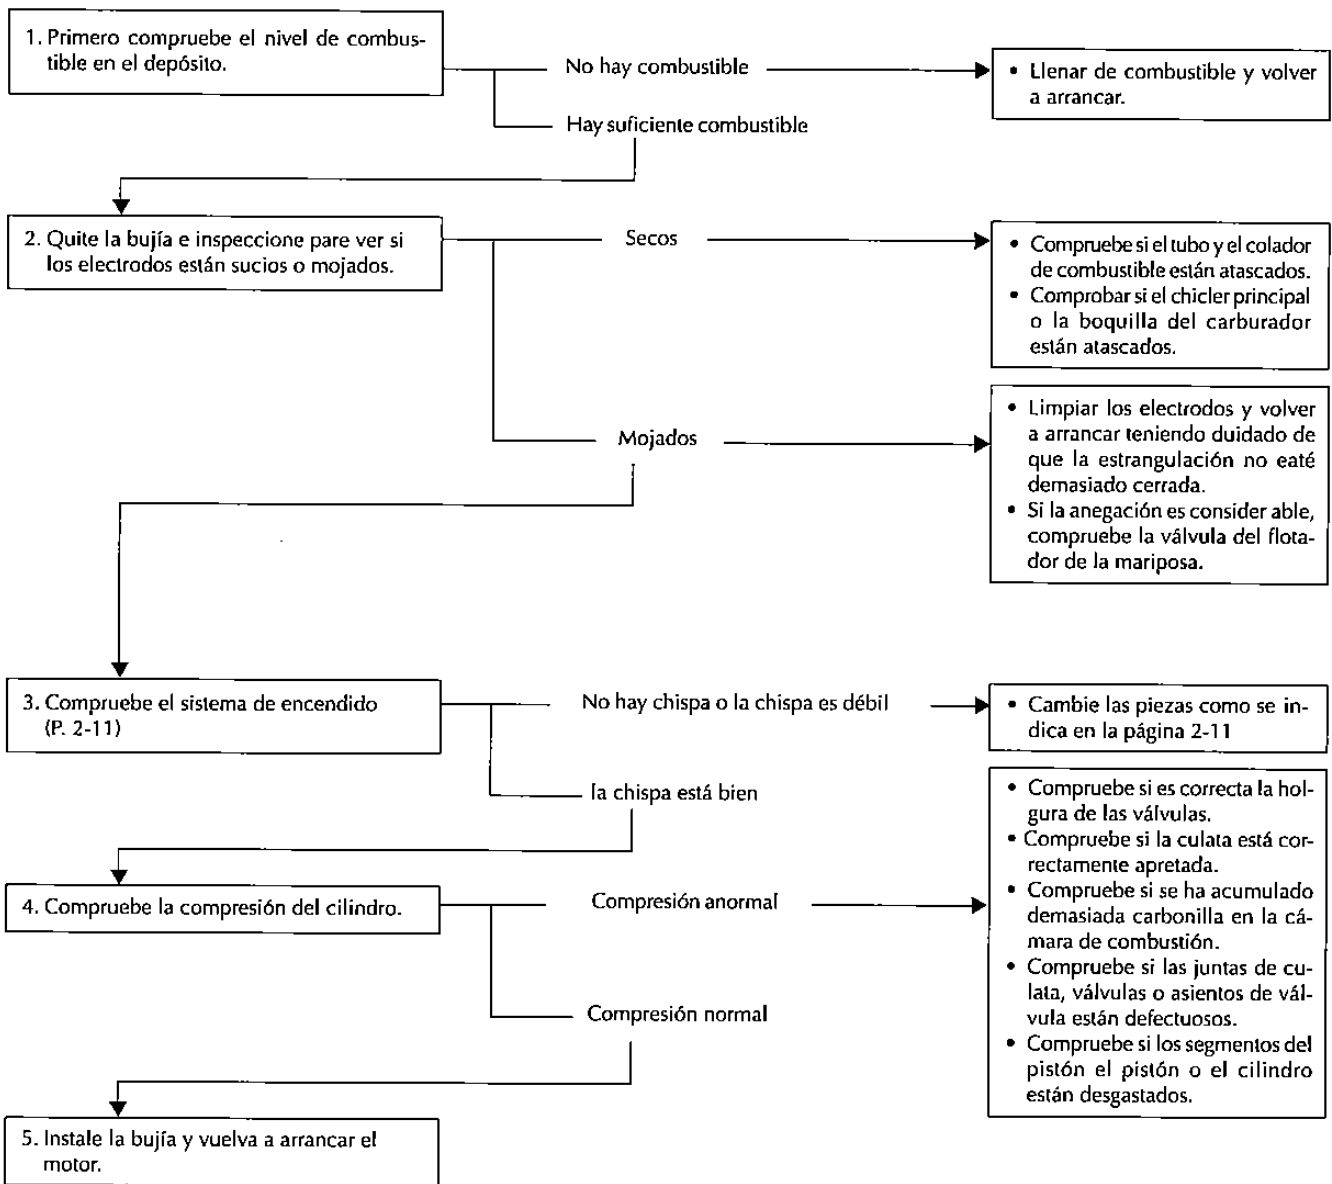 1. Primero compruebe el nivel de combus-
tible en el depósito.
No hay combustible
• Llenar de combustible y volver
a arrancar.
Hay suficiente combustible
2. Quite la bujía e inspeccione pare ver si
los electrodos están sucios o mojados.
Secos
• Compruebe si el tubo y el colador
de combustible están atascados.
• Comprobar si el chicler principal
o la boquilla del carburador
están atascados.
Mojados
• Limpiar los electrodos y volver
a arrancar teniendo duidado de
que la estrangulación no eaté
demasiado cerrada.
• Si la anegación es consider able,
compruebe la válvula del flota-
dor de la mariposa.
3. Compruebe el sistema de encendido
(P. 2-11)
No hay chispa o la chispa es débil
• Cambie las piezas como se in-
dica en la página 2-11
la chispa está bien
4. Compruebe la compresión del cilindro.
Compresión anormal
• Compruebe si es correcta la hol-
gura de las válvulas.
• Compruebe si la culata está cor-
rectamente apretada.
• Compruebe si se ha acumulado
demasiada carbonilla en la cá-
mara de combustión.
• Compruebe si las juntas de cu-
lata, válvulas o asientos de vál-
vula están defectuosos.
• Compruebe si los segmentos del
pistón el pistón o el cilindro
están desgastados.
Compresión normal
5. Instale la bujía y vuelva a arrancar el
motor.